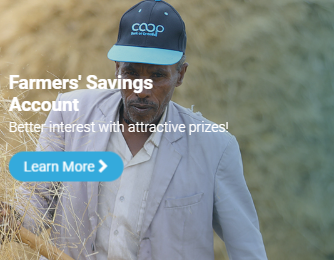 coop
Farmers' Savings
Account
Better interest with attractive prizes!
Learn More